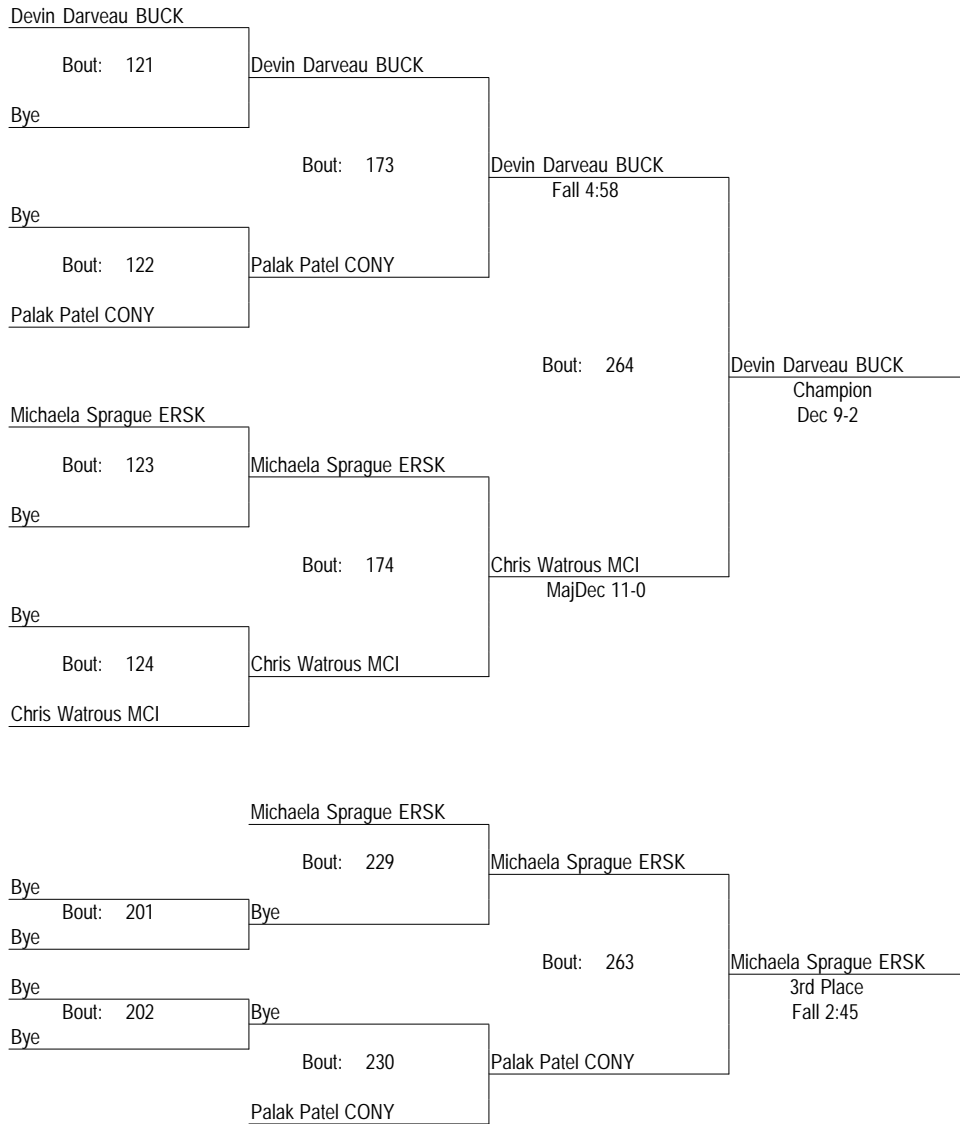 Devin Darveau BUCK
Bout: 121 Devin Darveau BUCK
Bye
Bout: 173 Devin Darveau BUCK
Fall 4:58
Bye
Bout: 122 Palak Patel CONY
Palak Patel CONY
Bout: 264 Devin Darveau BUCK
Champion
Michaela Sprague ERSK Dec 9-2
Bout: 123 Michaela Sprague ERSK
Bye
Bout: 174 Chris Watrous MCI
MajDec 11-0
Bye
Bout: 124 Chris Watrous MCI
Chris Watrous MCI
Michaela Sprague ERSK
Bout: 229 Michaela Sprague ERSK
Bye
Bout: 201 Bye
Bye
Bout: 263 Michaela Sprague ERSK
Bye 3rd Place
Bout: 202 Bye Fall 2:45
Bye
Bout: 230 Palak Patel CONY
Palak Patel CONY